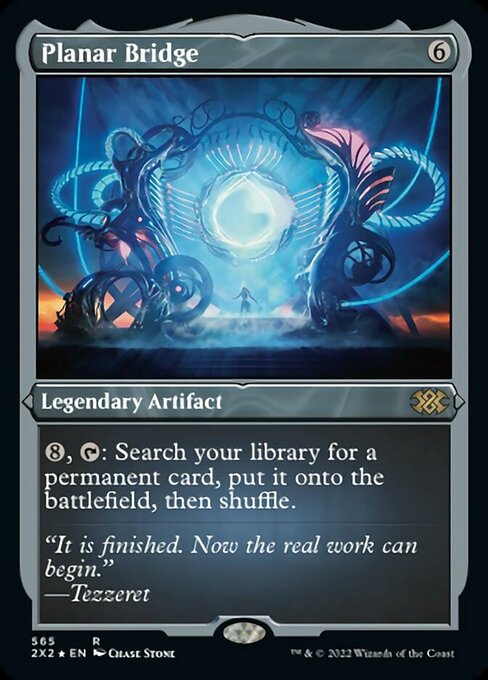 Planar Bridge 6
Legendary Artifact
8, T: Search your library for a
permanent card, put it onto the
battlefield, then shuffle.
“It is finished. Now the real work can
begin.”
—Tezzeret
565 R
2X2 ★ EN Chase Stone
™ & © 2022 Wizards of the Coast